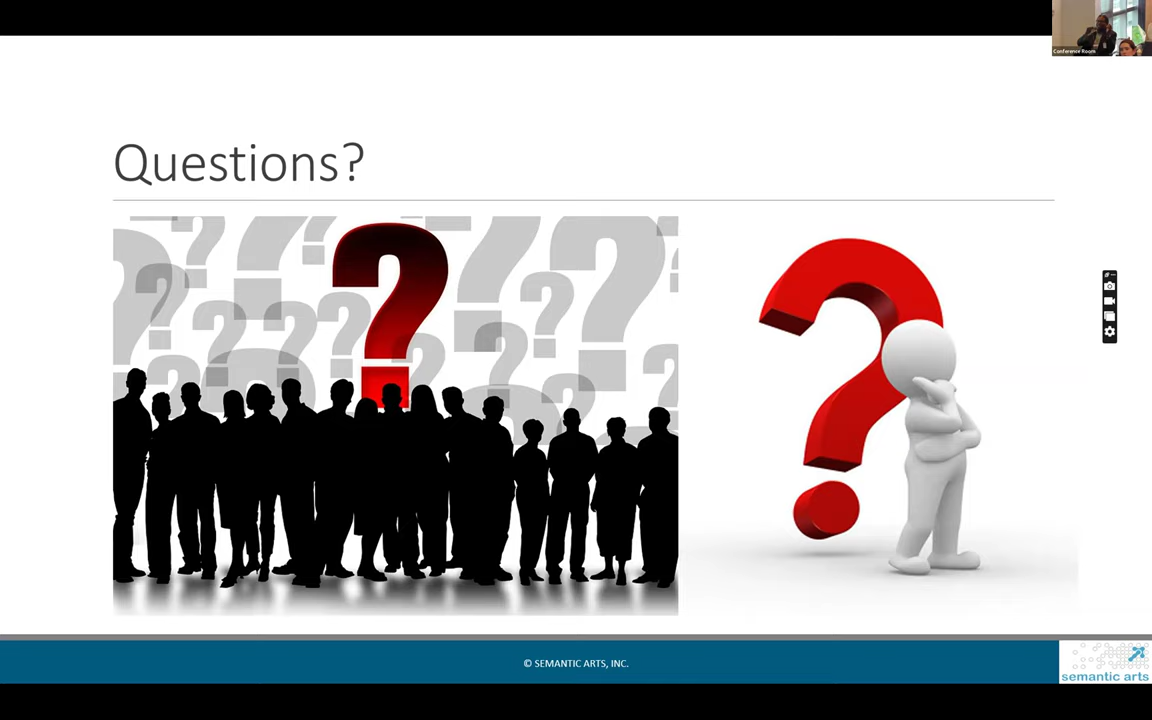 Conference Room
Questions?
© SEMANTIC ARTS, INC.
semantic arts